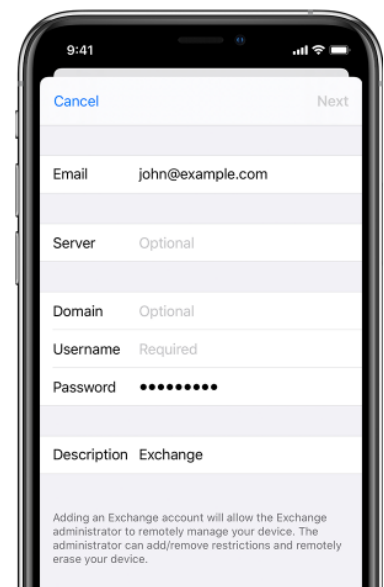 9:41
Cancel Next
Email john@example.com
Server Optional
Domain Optional
Username Required
Password •••••••••
Description Exchange
Adding an Exchange account will allow the Exchange
administrator to remotely manage your device. The
administrator can add/remove restrictions and remotely
erase your device.